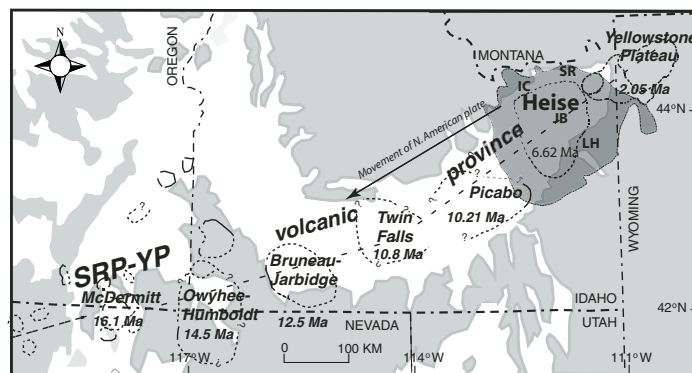 N
OREGON
MONTANA
Yellowstone
Plateau
2.05 Ma
SR
IC
Heise
JB
44°N
6.62 Ma
LH
Movement of N. American plate
SRP-YP
volcanic
province
Picabo
10.21 Ma
WYOMING
Twin
Falls
10.8 Ma
Bruneau-
Jarbidge
12.5 Ma
McDermitt
16.1 Ma
Owyhee-
Humboldt
14.5 Ma
IDAHO
UTAH
42°N
NEVADA
0
100 KM
117°W
114°W
111°W
?
?
?
?
?
?
?
?
?
?